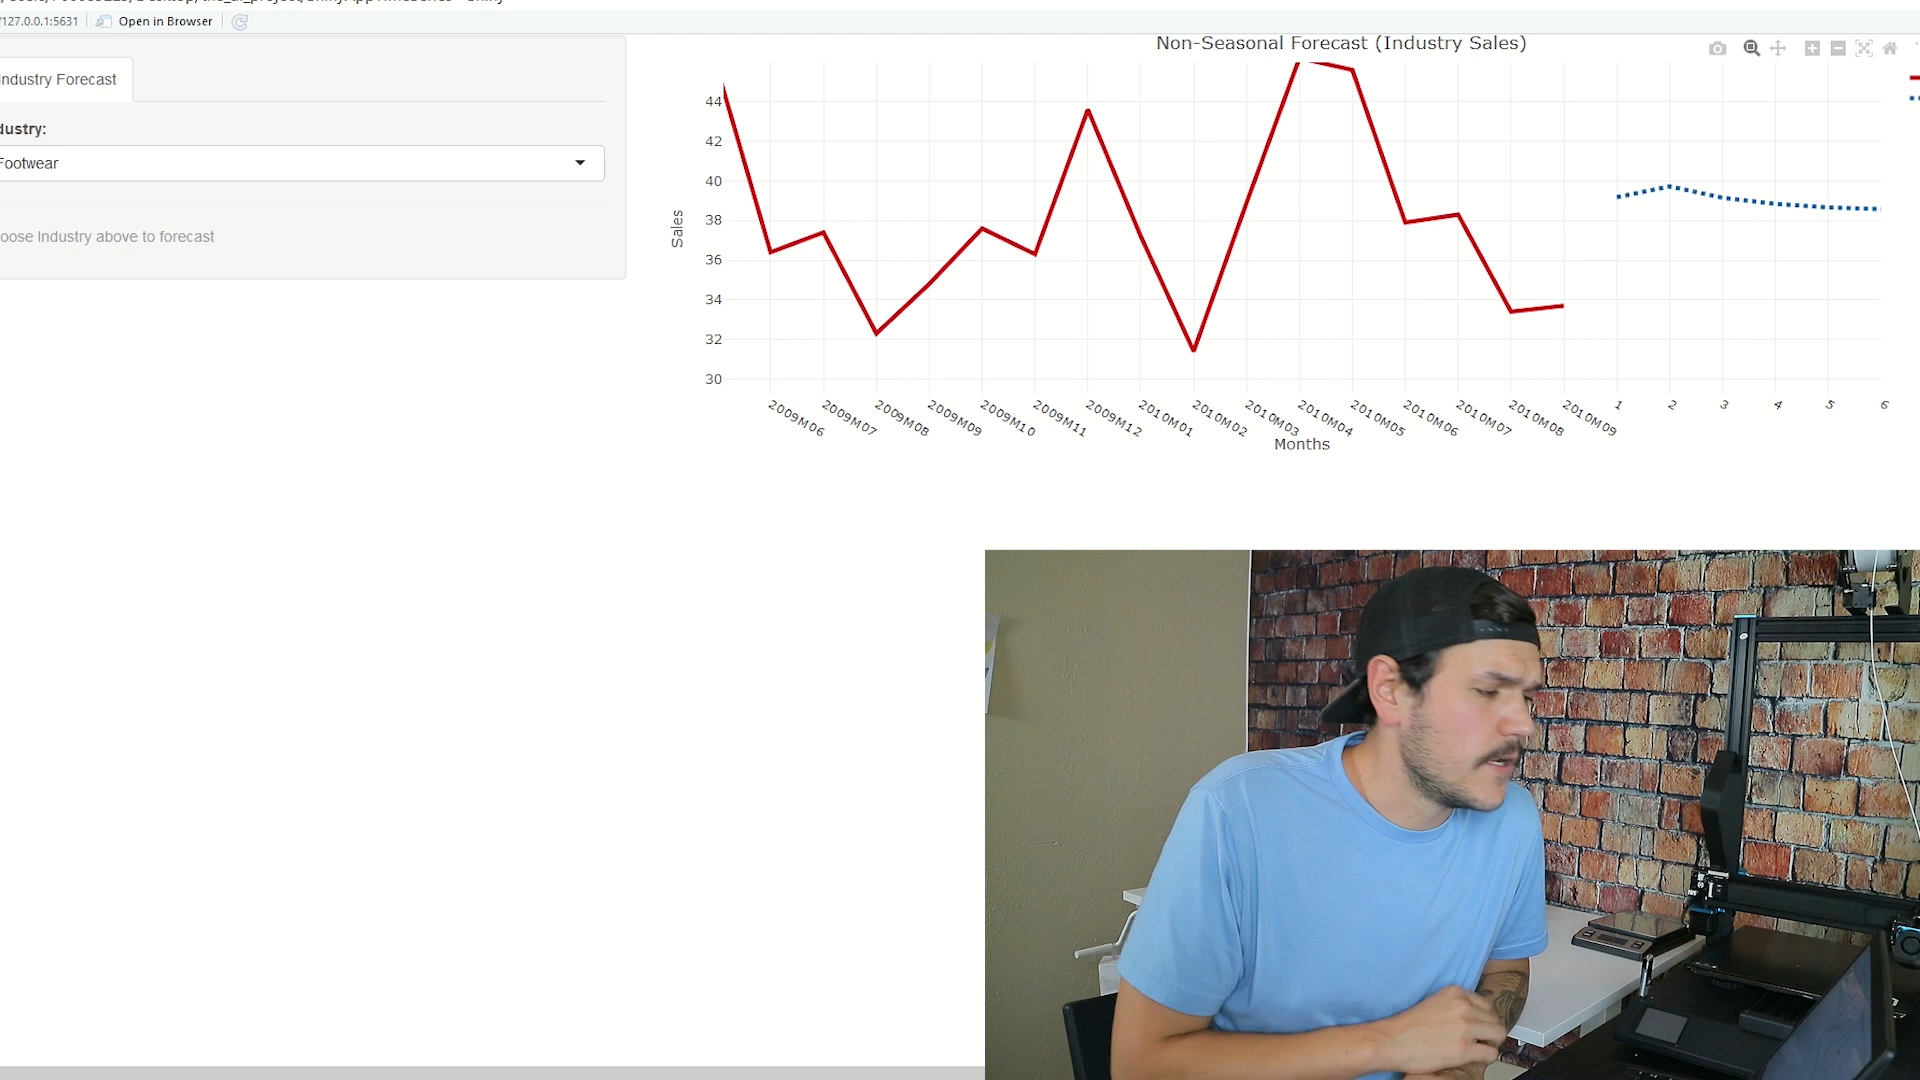 127.0.0.1:5631 Open in Browser
Non-Seasonal Forecast (Industry Sales)
Industry Forecast
dustry:
Footwear
oose Industry above to forecast
Sales
44
42
40
38
36
34
32
30
2009M06 2009M07 2009M08 2009M09 2009M10 2009M11 2009M12 2010M01 2010M02 2010M03 2010M04 2010M05 2010M06 2010M07 2010M08 2010M09 1 2 3 4 5 6
Months